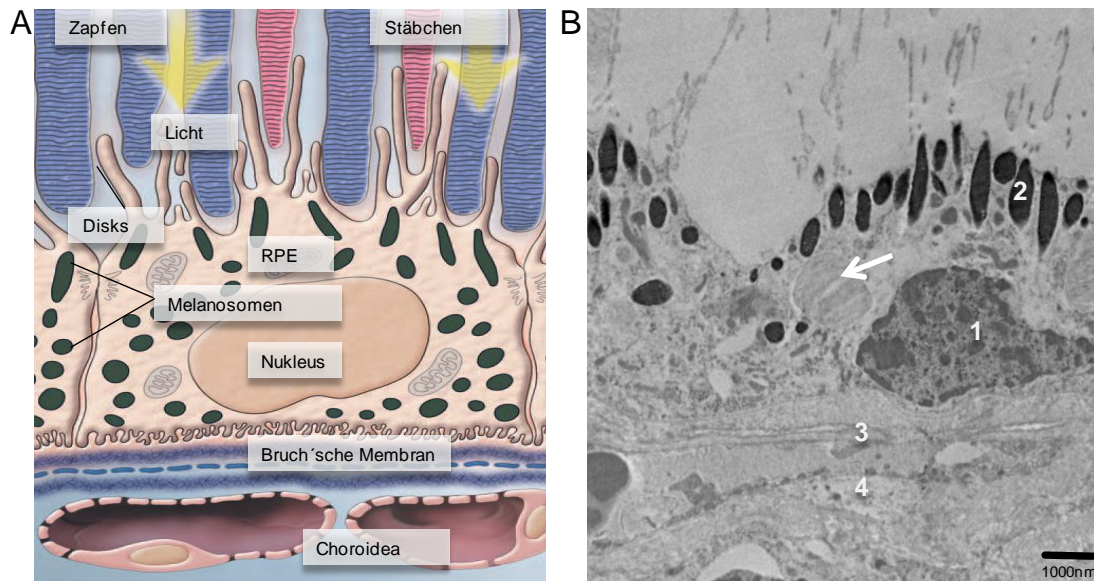 A
Zapfen
Stäbchen
Licht
Disks
RPE
Melanosomen
Nukleus
Bruch´sche Membran
Choroidea
B
2
1
3
4
1000nm